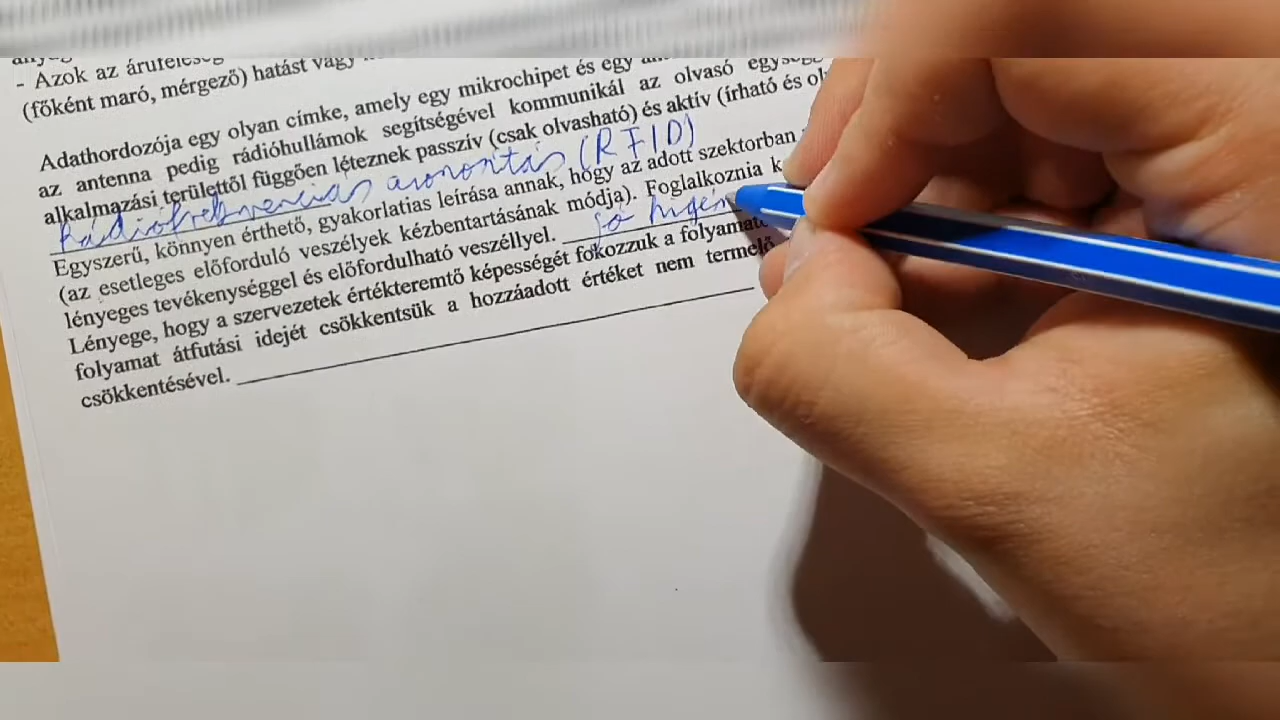 - Azok az áruféleség
(főként maró, mérgező) hatást vagy
Adathordozója egy olyan címke, amely egy mikrochipet és egy
az antenna pedig rádióhullámok segítségével kommunikál az olvasó egység
alkalmazási területtől függően léteznek passzív (csak olvasható) és aktív (írható és
Rádiófrekvenciás azonosítás (RFID)
Egyszerű, könnyen érthető, gyakorlatias leírása annak, hogy az adott szektorban
(az esetleges előforduló veszélyek kézbentartásának módja). Foglalkoznia k
lényeges tevékenységgel és előfordulható veszéllyel. Jó higén
Lényege, hogy a szervezetek értékteremtő képességét fokozzuk a folyamato
folyamat átfutási idejét csökkentsük a hozzáadott értéket nem termelő
csökkentésével.